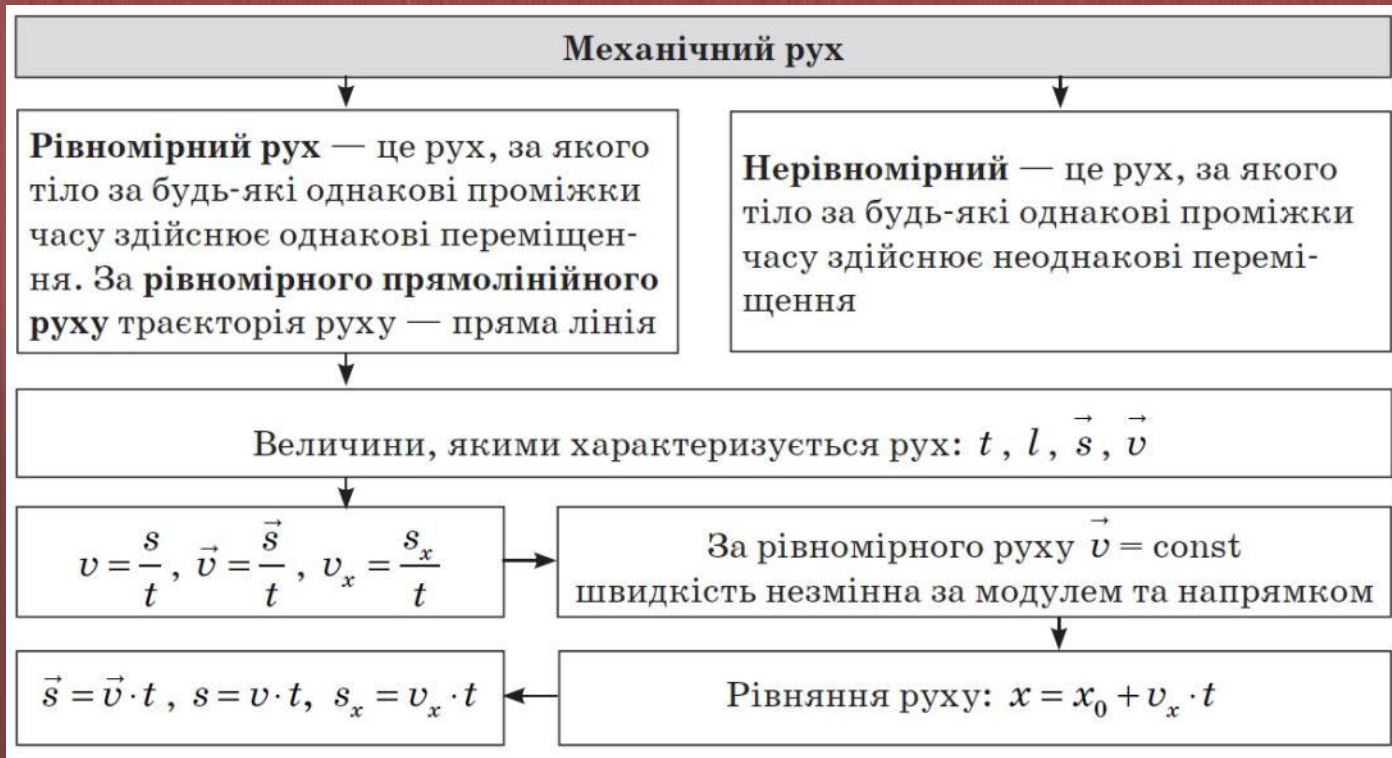 Механічний рух
Рівномірний рух — це рух, за якого
тіло за будь-які однакові проміжки
часу здійснює однакові переміщен-
ня. За рівномірного прямолінійного
руху траєкторія руху — пряма лінія
Нерівномірний — це рух, за якого
тіло за будь-які однакові проміжки
часу здійснює неоднакові перемі-
щення
Величини, якими характеризується рух: t , l , s⃗ , v⃗
v = s/t , v⃗ = s⃗/t , vₓ = sₓ/t
За рівномірного руху v⃗ = const
швидкість незмінна за модулем та напрямком
s⃗ = v⃗ · t , s = v · t, sₓ = vₓ · t
Рівняння руху: x = x₀ + vₓ · t